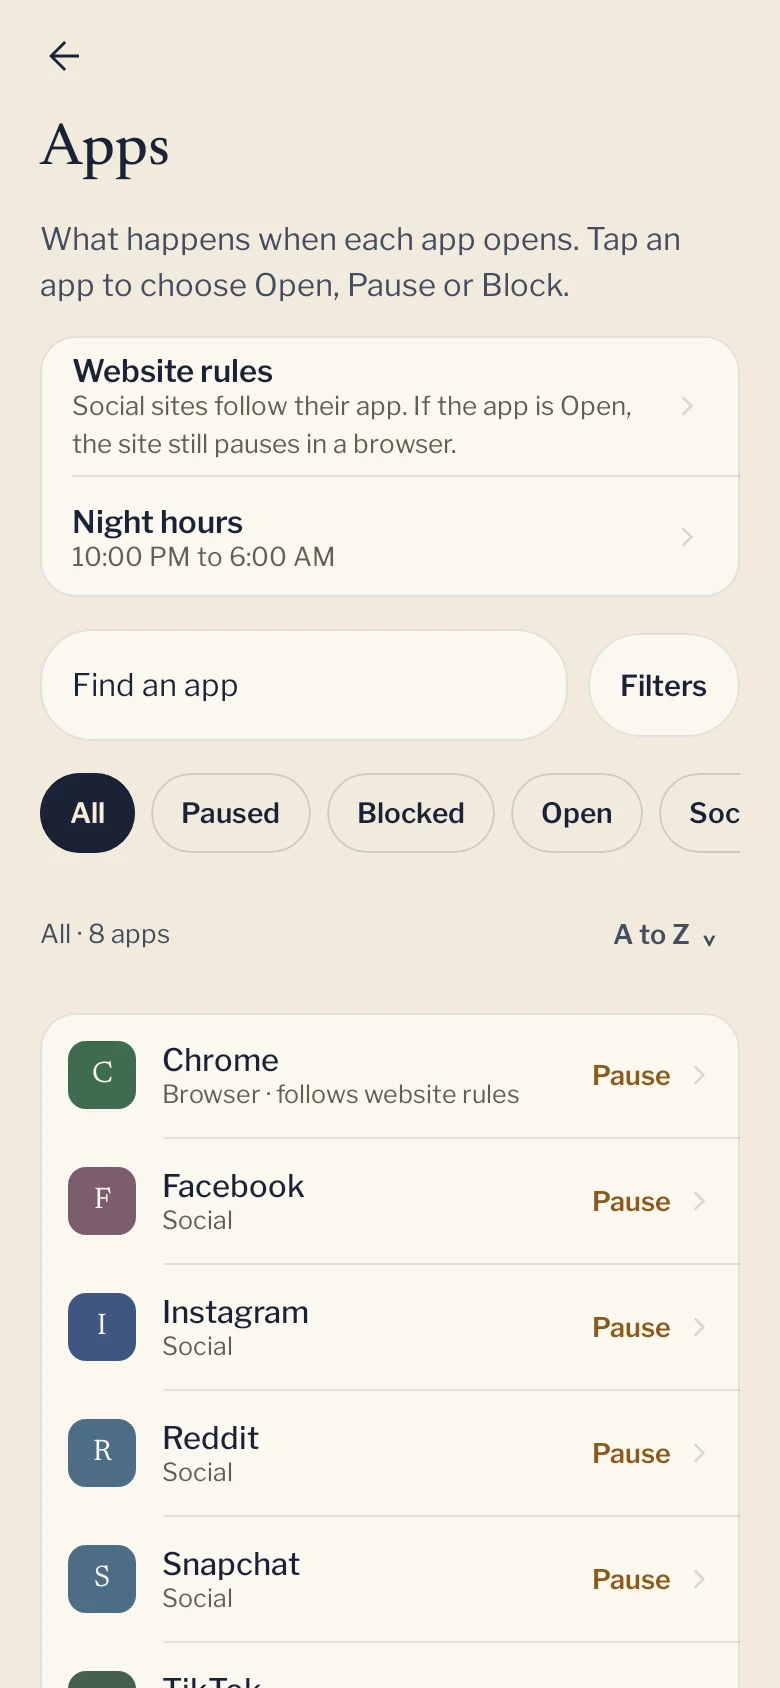 Apps
What happens when each app opens. Tap an
app to choose Open, Pause or Block.
Website rules
Social sites follow their app. If the app is Open,
the site still pauses in a browser.
Night hours
10:00 PM to 6:00 AM
Find an app
Filters
All
Paused
Blocked
Open
Soc
All · 8 apps
A to Z
C
Chrome
Browser · follows website rules
Pause
F
Facebook
Social
Pause
I
Instagram
Social
Pause
R
Reddit
Social
Pause
S
Snapchat
Social
Pause
TikTok